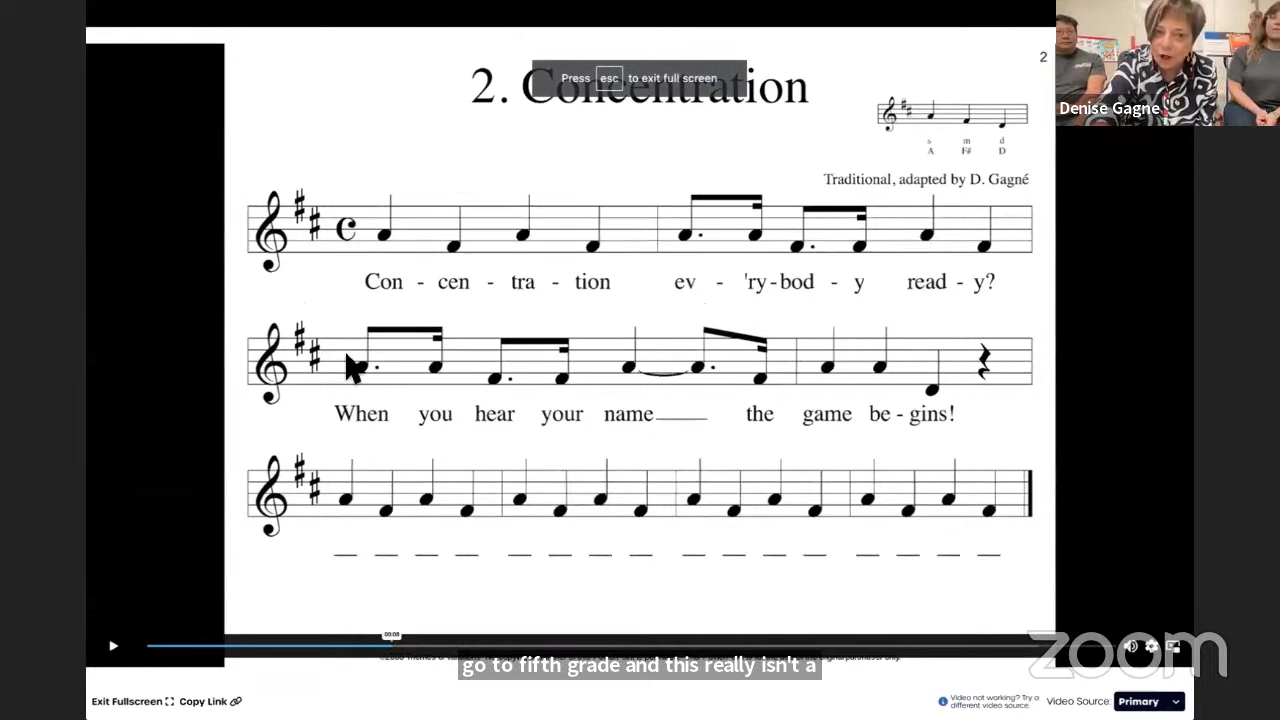 2
Press esc to exit full screen
2. Concentration
s m d
A F# D
Denise Gagne
Traditional, adapted by D. Gagné
Con - cen - tra - tion ev - 'ry - bod - y read - y?
When you hear your name the game be - gins!
00:08
go to fifth grade and this really isn't a
zoom
Exit Fullscreen Copy Link
Video not working? Try a
different video source.
Video Source: Primary